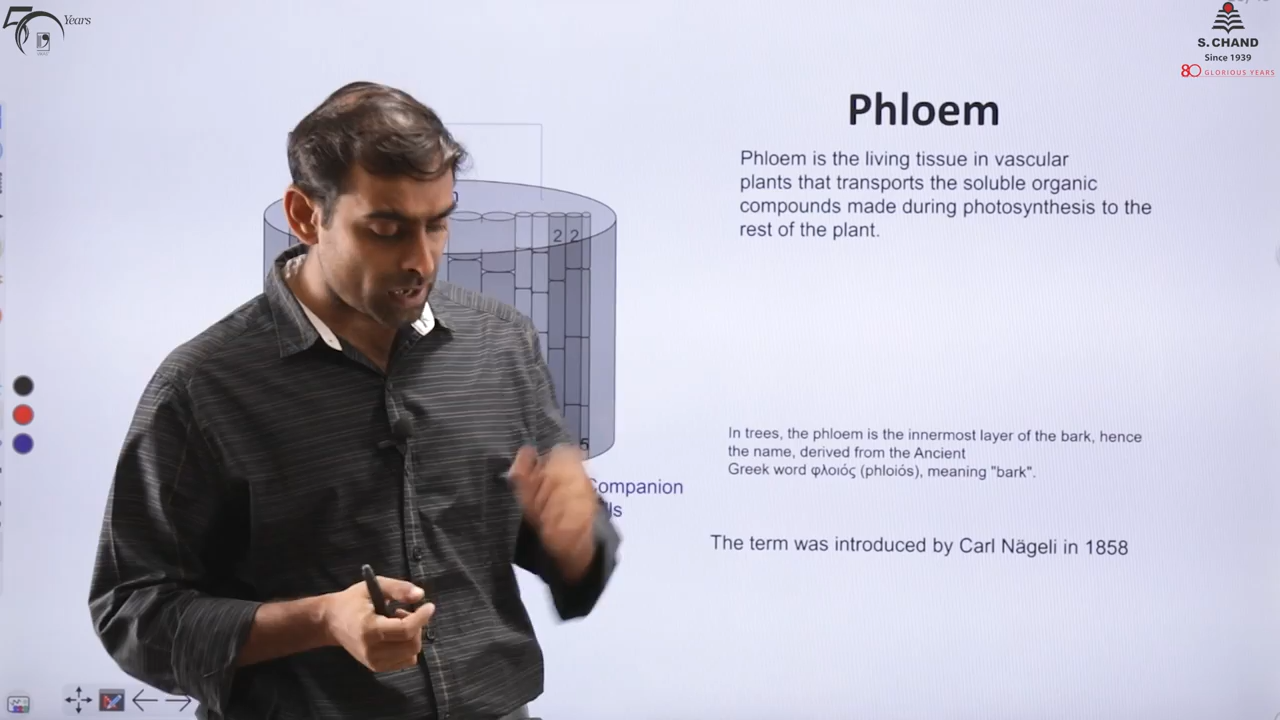 Years
S. CHAND
Since 1939
80 GLORIOUS YEARS
Phloem
Phloem is the living tissue in vascular
plants that transports the soluble organic
compounds made during photosynthesis to the
rest of the plant.
2 2
5
In trees, the phloem is the innermost layer of the bark, hence
the name, derived from the Ancient
Greek word φλοιός (phloiós), meaning "bark".
Companion
The term was introduced by Carl Nägeli in 1858